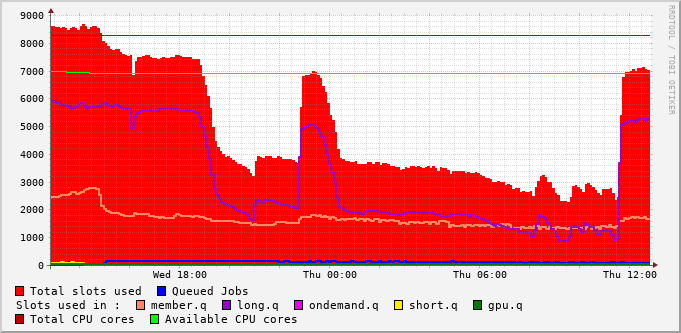 9000
8000
7000
6000
5000
4000
3000
2000
1000
0
Wed 18:00 Thu 00:00 Thu 06:00 Thu 12:00
Total slots used Queued Jobs
Slots used in : member.q long.q ondemand.q short.q gpu.q
Total CPU cores Available CPU cores
RRDTOOL / TOBI OETIKER